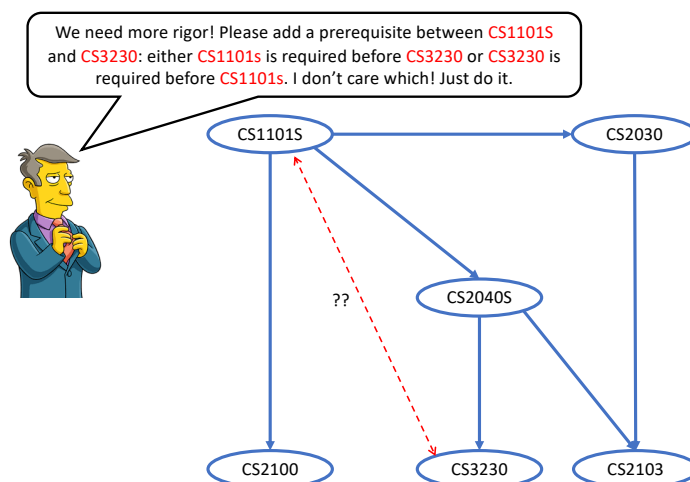 We need more rigor! Please add a prerequisite between CS1101S
and CS3230: either CS1101s is required before CS3230 or CS3230 is
required before CS1101s. I don’t care which! Just do it.
CS1101S
CS2030
CS2040S
??
CS2100
CS3230
CS2103